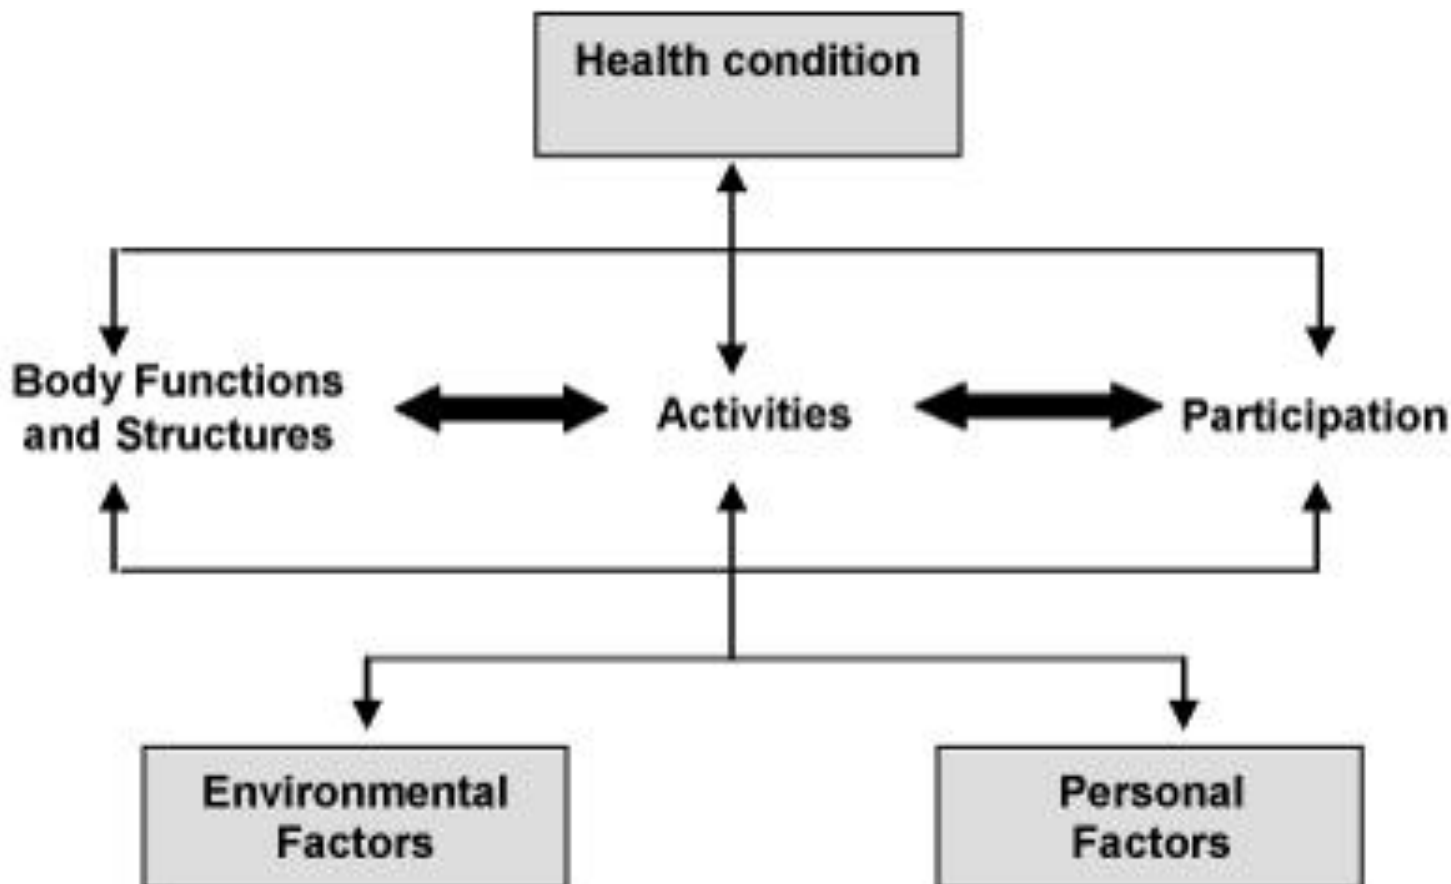 Health condition
Body Functions
and Structures
Activities
Participation
Environmental
Factors
Personal
Factors